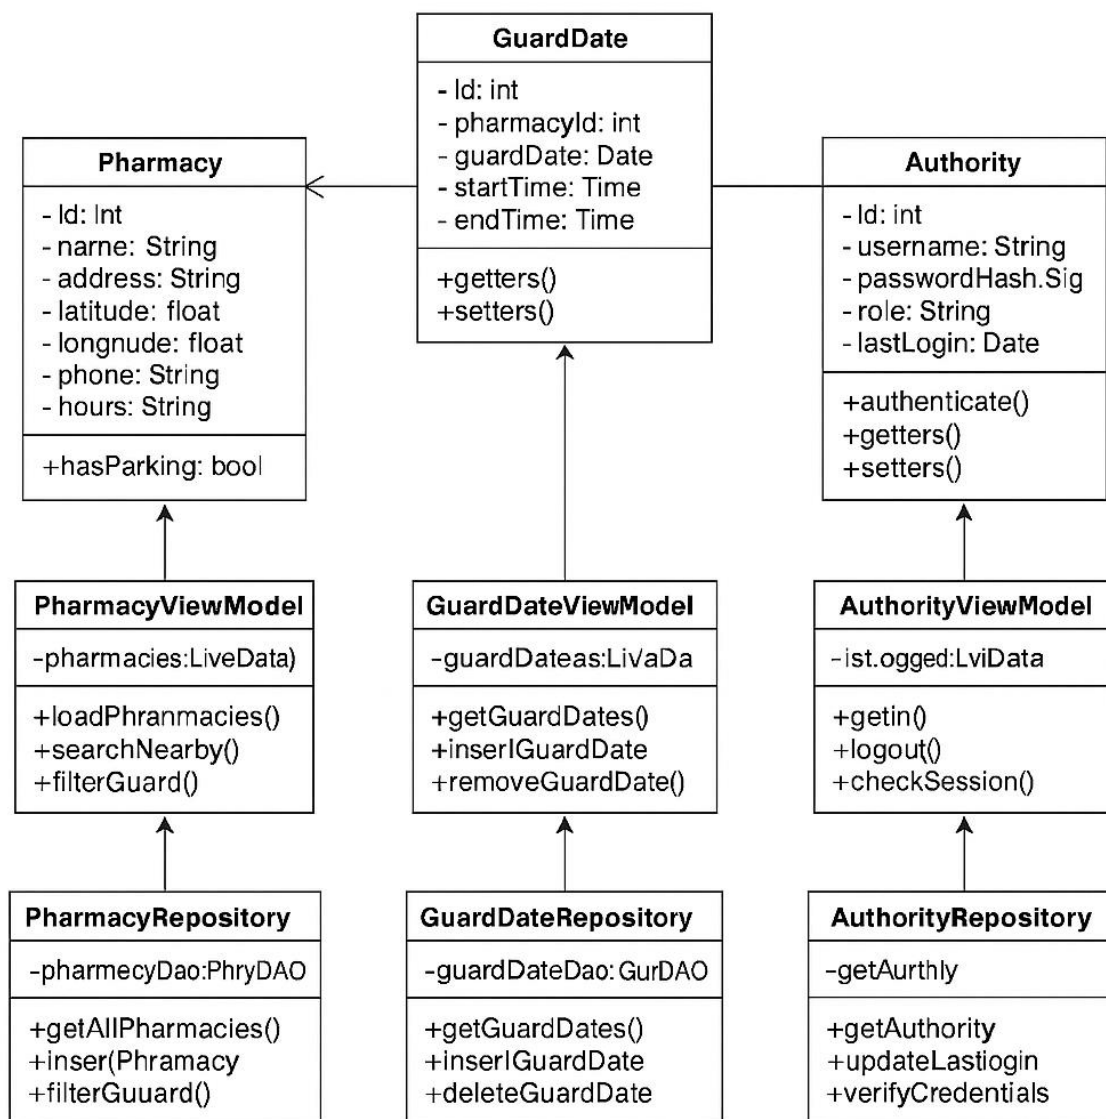 GuardDate
- Id: int
- pharmacyId: int
- guardDate: Date
- startTime: Time
- endTime: Time
+getters()
+setters()
Pharmacy
- Id: Int
- narne: String
- address: String
- latitude: float
- longnude: float
- phone: String
- hours: String
+hasParking: bool
Authority
- Id: int
- username: String
- passwordHash.Sig
- role: String
- lastLogin: Date
+authenticate()
+getters()
+setters()
PharmacyViewModel
-pharmacies:LiveData)
+loadPhranmacies()
+searchNearby()
+filterGuard()
GuardDateViewModel
-guardDateas:Liv/aDa
+getGuardDates()
+inserIGuardDate
+removeGuardDate()
AuthorityViewModel
-ist.ogged:LviData
+getin()
+logout()
+checkSession()
PharmacyRepository
-pharmecyDao:PhryDAO
+getAllPharmacies()
+inser(Phramacy
+filterGuuard()
GuardDateRepository
-guardDateDao: GurDAO
+getGuardDates()
+inserIGuardDate
+deleteGuardDate
AuthorityRepository
-getAurthly
+getAuthority
+updateLastlogin
+verifyCredentials